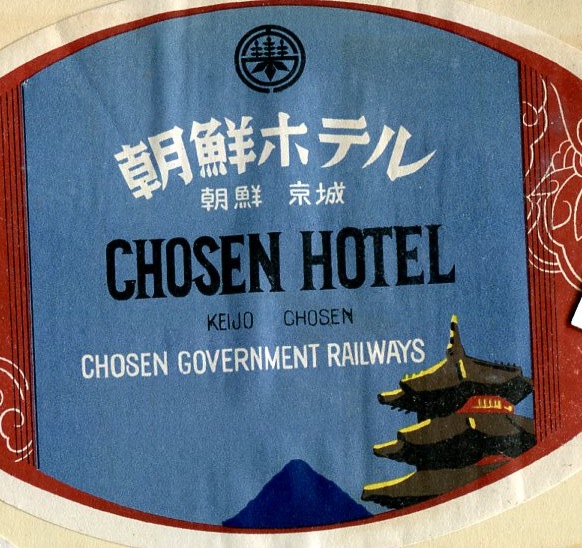 朝鮮ホテル
朝鮮 京城
CHOSEN HOTEL
KEIJO CHOSEN
CHOSEN GOVERNMENT RAILWAYS